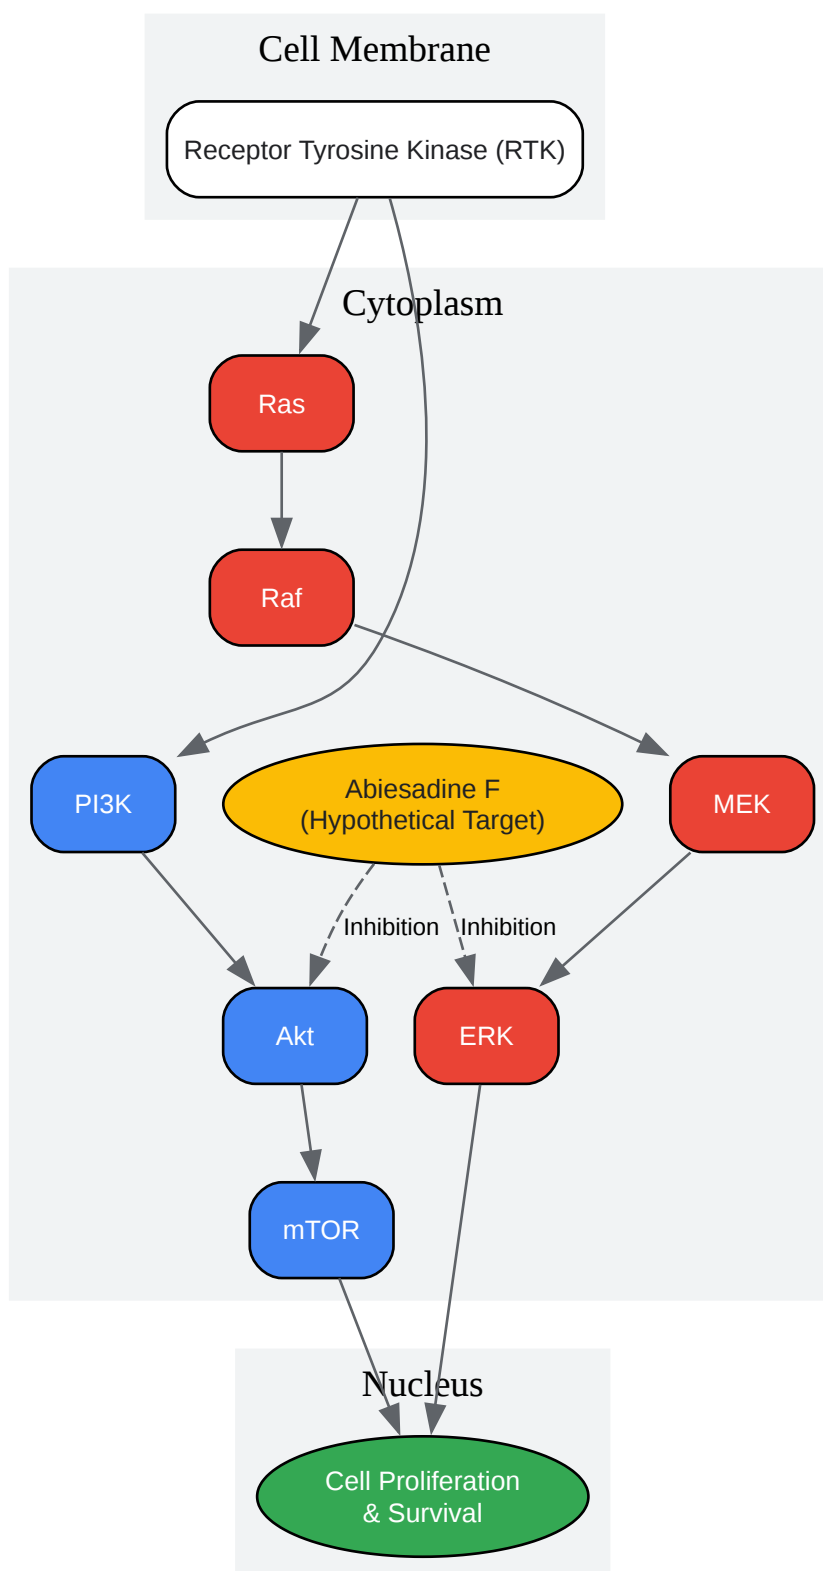 Cell Membrane
Receptor Tyrosine Kinase (RTK)
Cytoplasm
Ras
Raf
PI3K
Abiesadine F
(Hypothetical Target)
MEK
Inhibition
Inhibition
Akt
ERK
mTOR
Nucleus
Cell Proliferation
& Survival